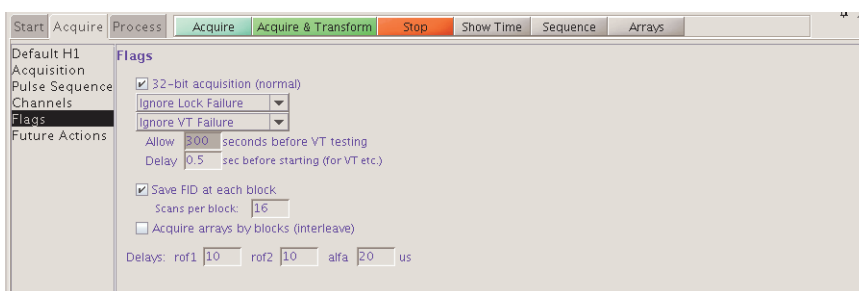 Start Acquire Process Acquire Acquire & Transform Stop Show Time Sequence Arrays
Default H1
Acquisition
Pulse Sequence
Channels
Flags
Future Actions
Flags
32-bit acquisition (normal)
Ignore Lock Failure
Ignore VT Failure
Allow 300 seconds before VT testing
Delay 0.5 sec before starting (for VT etc.)
Save FID at each block
Scans per block: 16
Acquire arrays by blocks (interleave)
Delays: rof1 10 rof2 10 alfa 20 us